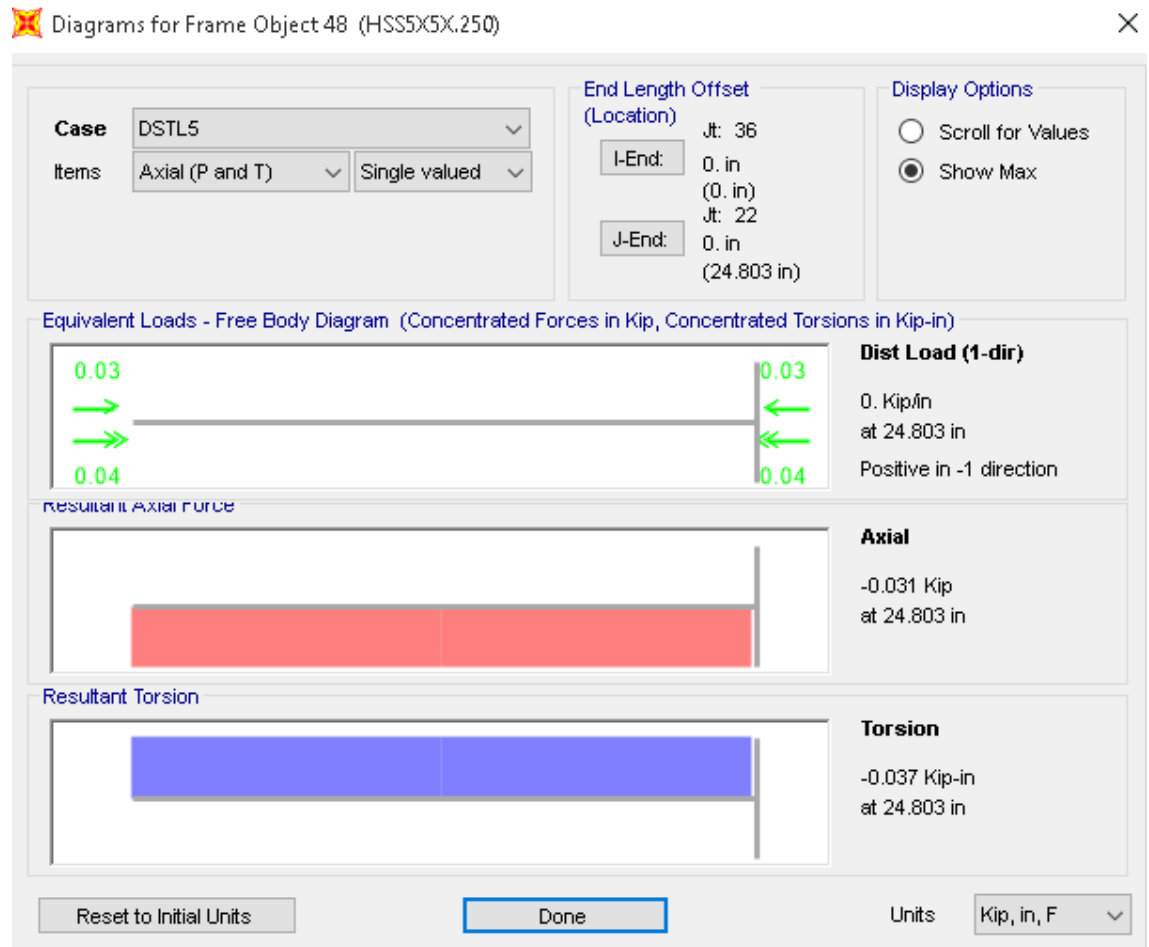 Diagrams for Frame Object 48 (HSS5X5X.250)
Case DSTL5
Items Axial (P and T) Single valued
End Length Offset
(Location)
Jt: 36
I-End: 0. in
(0. in)
Jt: 22
J-End: 0. in
(24.803 in)
Display Options
Scroll for Values
Show Max
Equivalent Loads - Free Body Diagram (Concentrated Forces in Kip, Concentrated Torsions in Kip-in)
0.03 0.03
0.04 0.04
Dist Load (1-dir)
0. Kip/in
at 24.803 in
Positive in -1 direction
Resultant Axial Force
Axial
-0.031 Kip
at 24.803 in
Resultant Torsion
Torsion
-0.037 Kip-in
at 24.803 in
Reset to Initial Units Done Units Kip, in, F